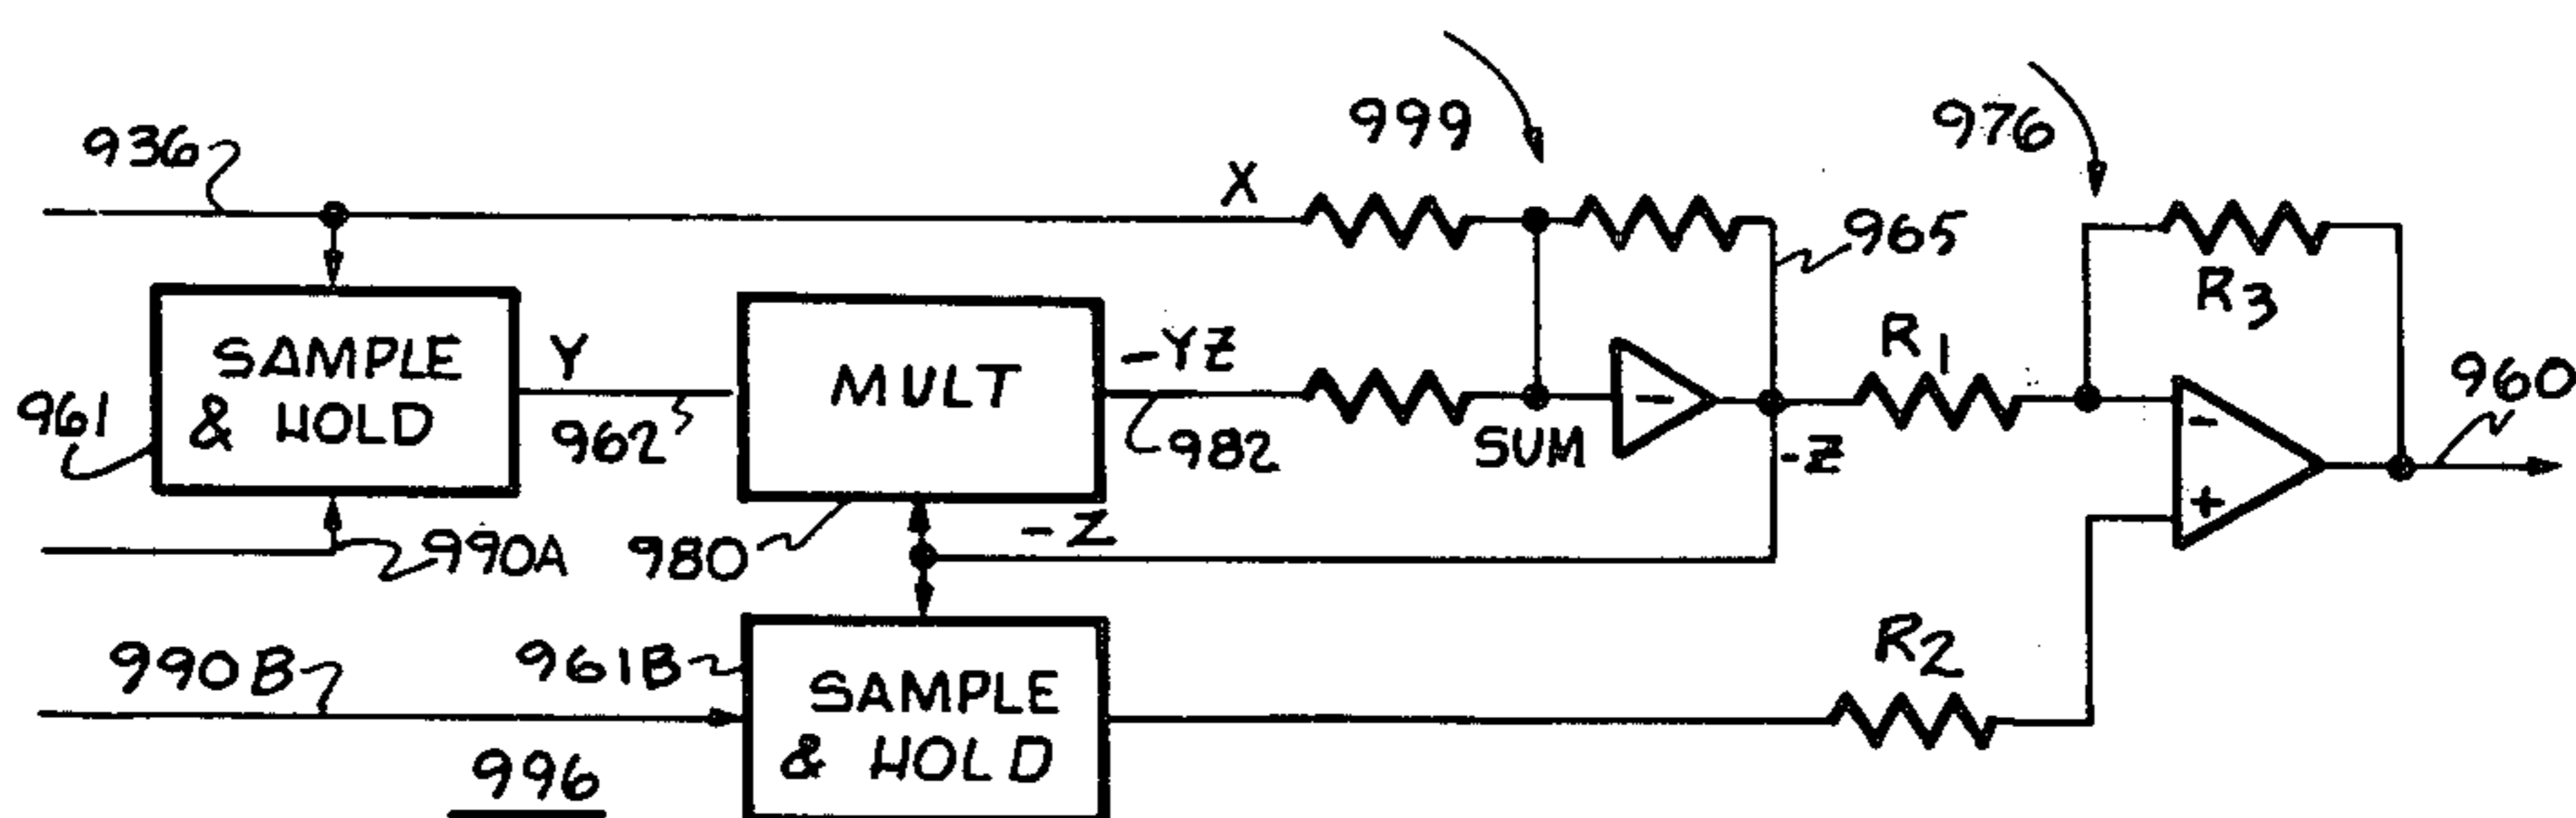 999
976
936
X
965
R3
SAMPLE
& HOLD
Y
MULT
-YZ
R1
960
961
962
982
SUM
-Z
-
-
+
990A
980
-Z
990B
961B
SAMPLE
& HOLD
R2
996